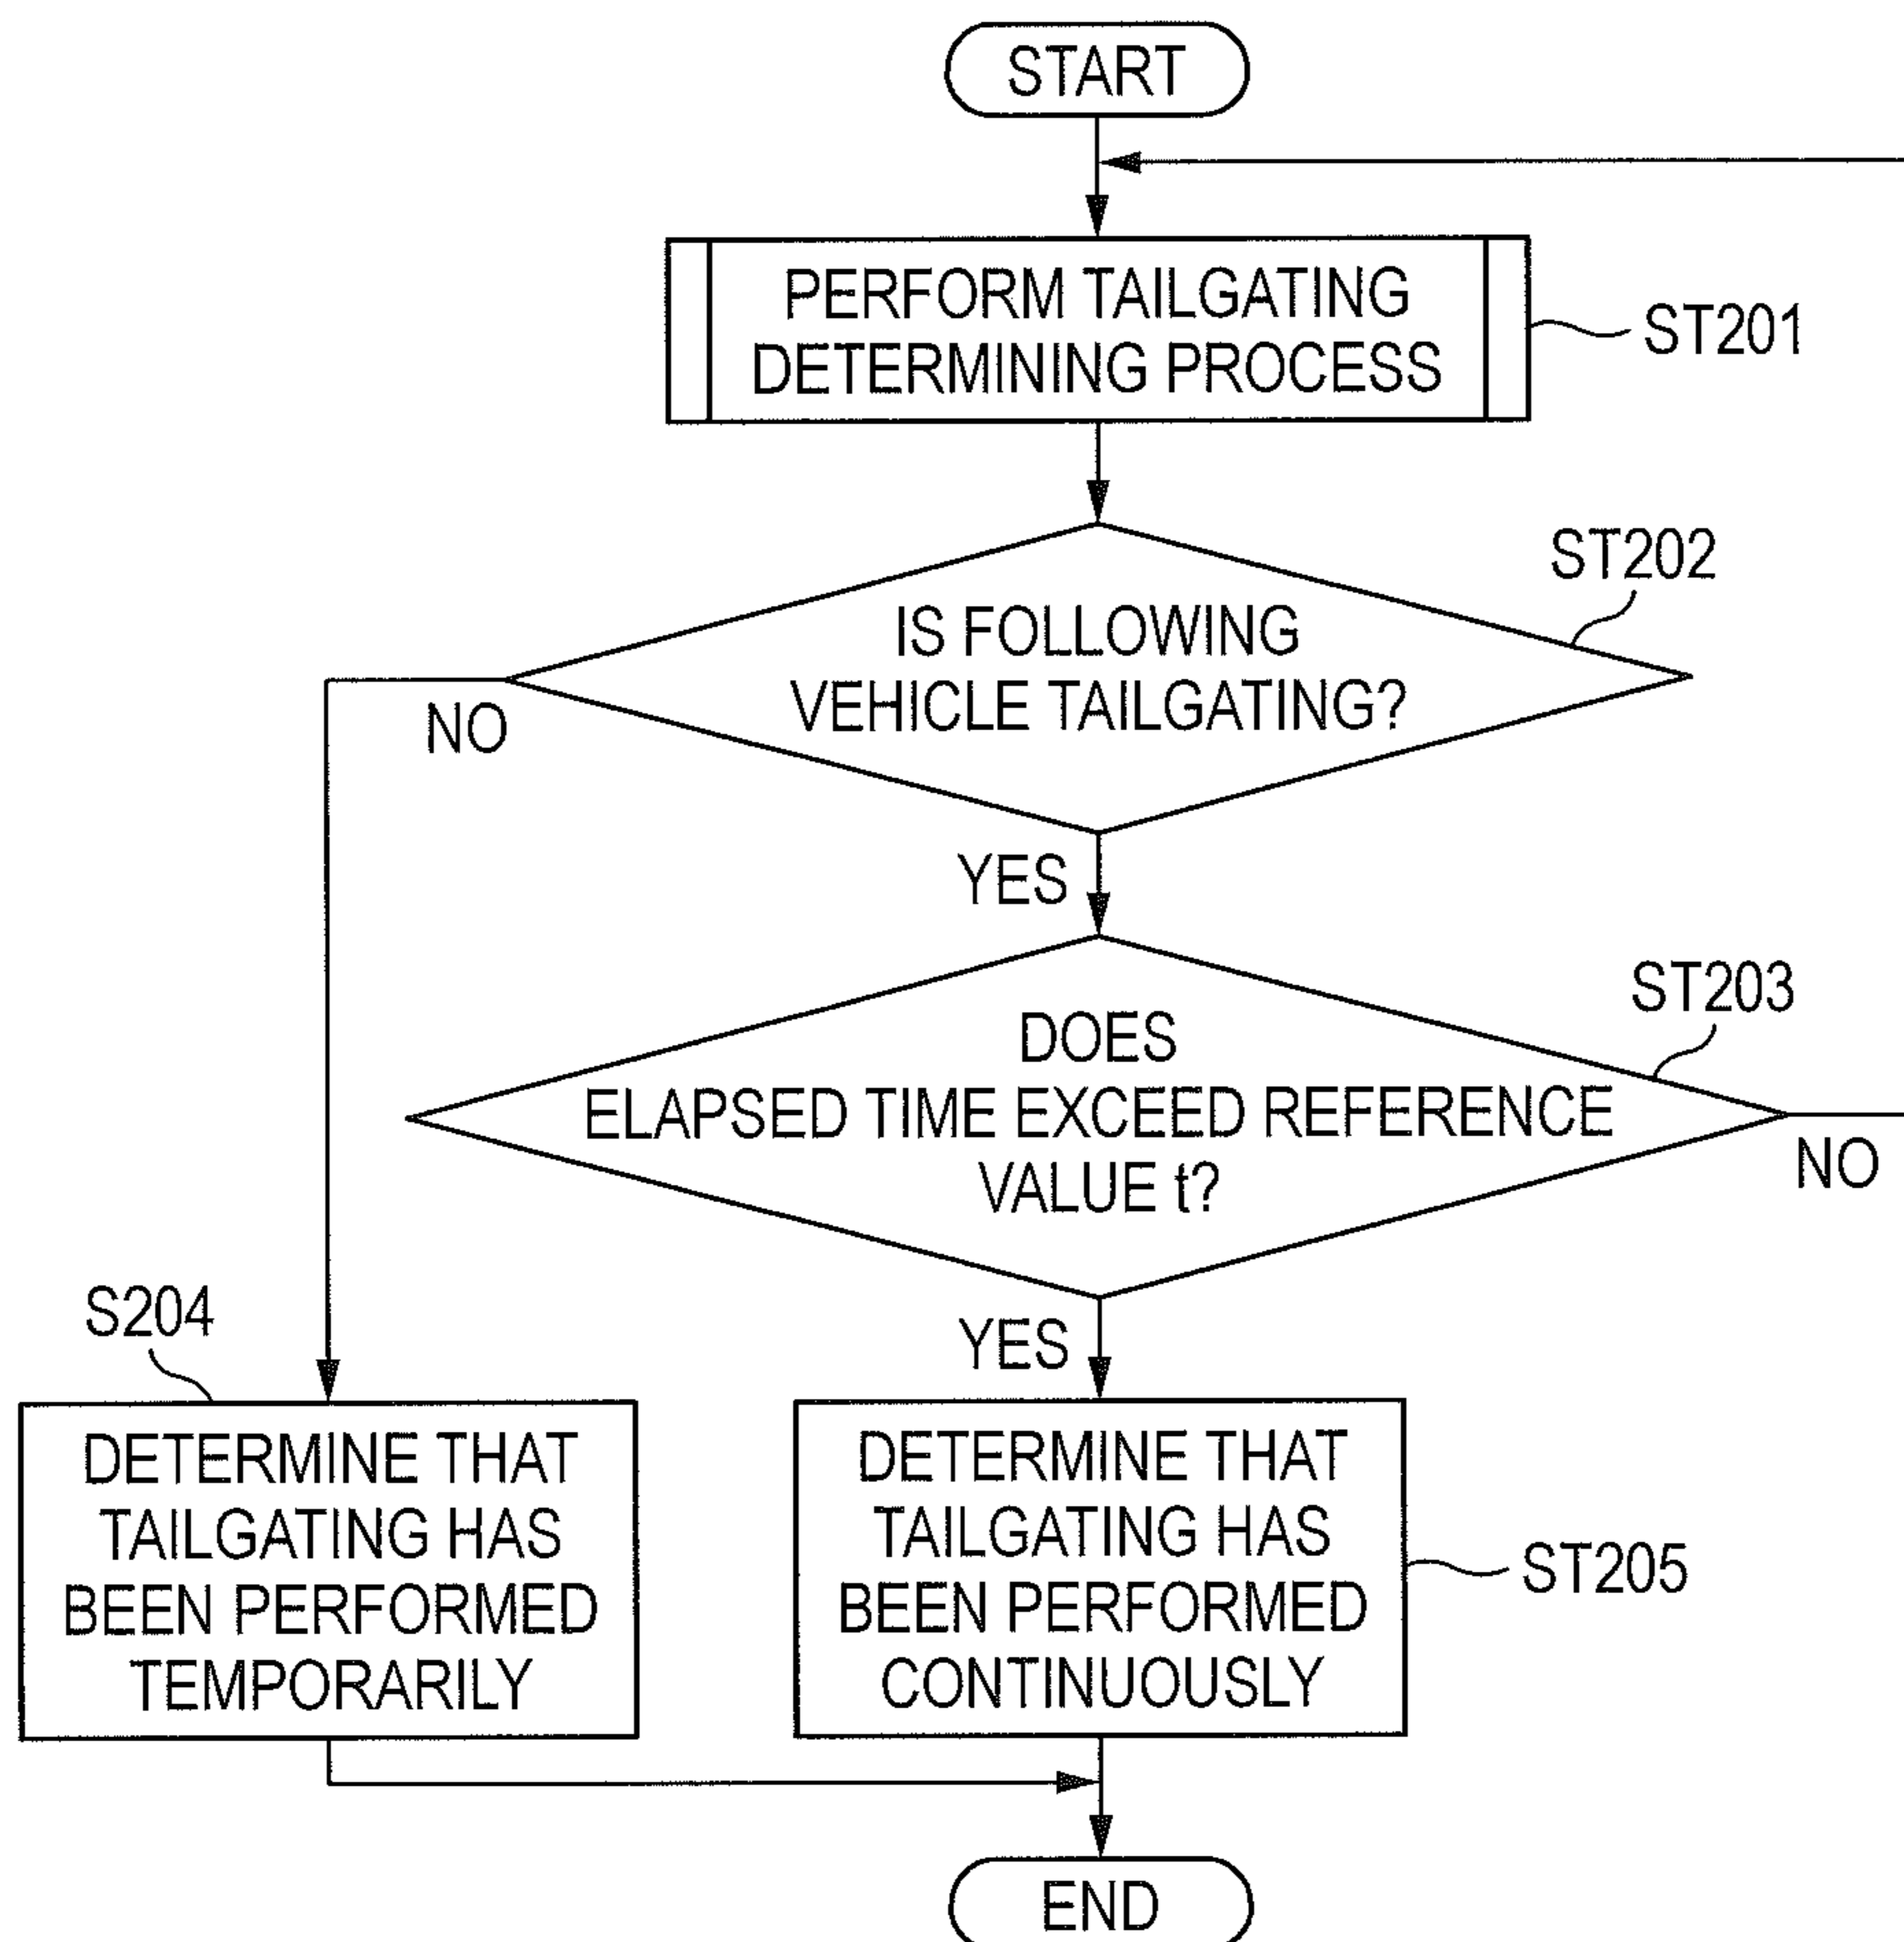 START
PERFORM TAILGATING
DETERMINING PROCESS
ST201
ST202
IS FOLLOWING
VEHICLE TAILGATING?
NO
YES
ST203
DOES
ELAPSED TIME EXCEED REFERENCE
VALUE t?
NO
YES
S204
DETERMINE THAT
TAILGATING HAS
BEEN PERFORMED
TEMPORARILY
DETERMINE THAT
TAILGATING HAS
BEEN PERFORMED
CONTINUOUSLY
ST205
END